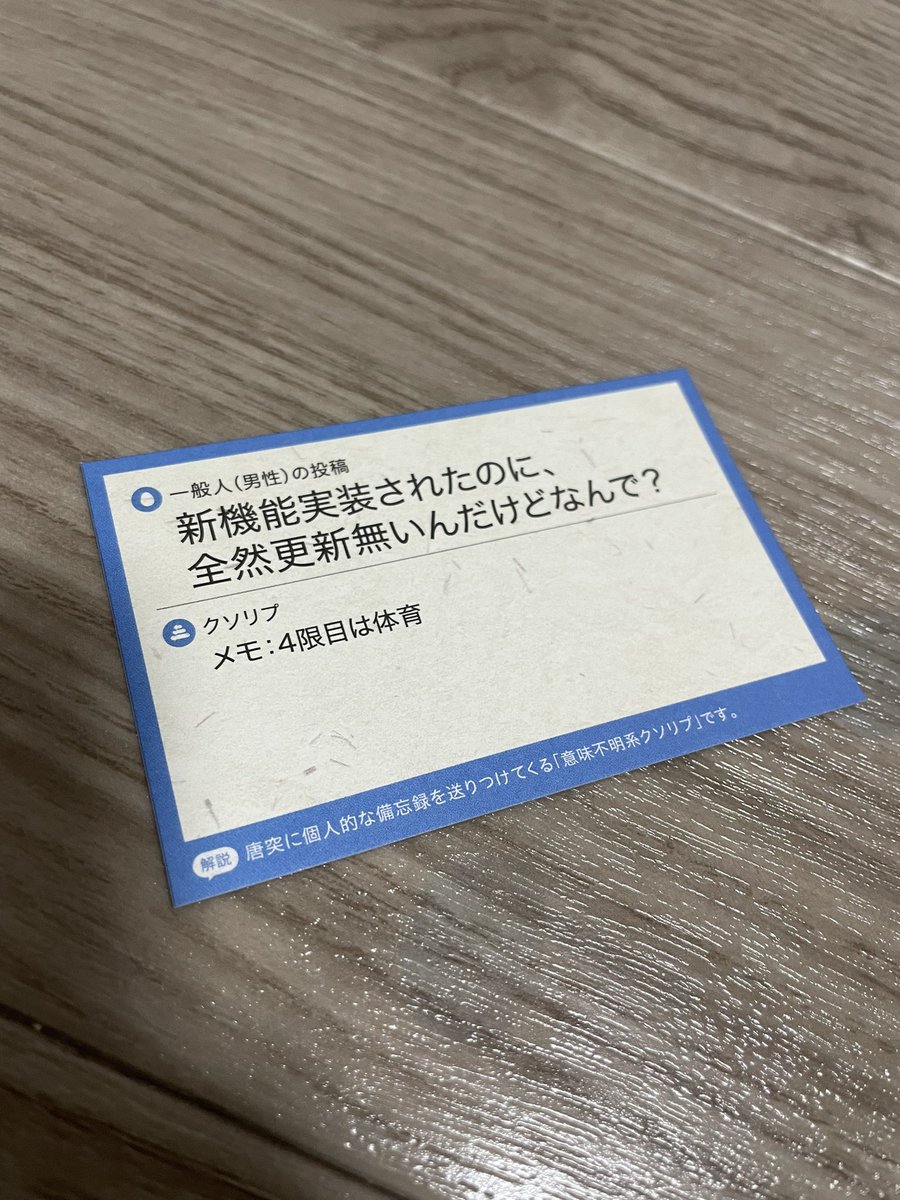 一般人(男性)の投稿
新機能実装されたのに、
全然更新無いんだけどなんで?
クソリプ
メモ:4限目は体育
解説 唐突に個人的な備忘録を送りつけてくる「意味不明系クソリプ」です。